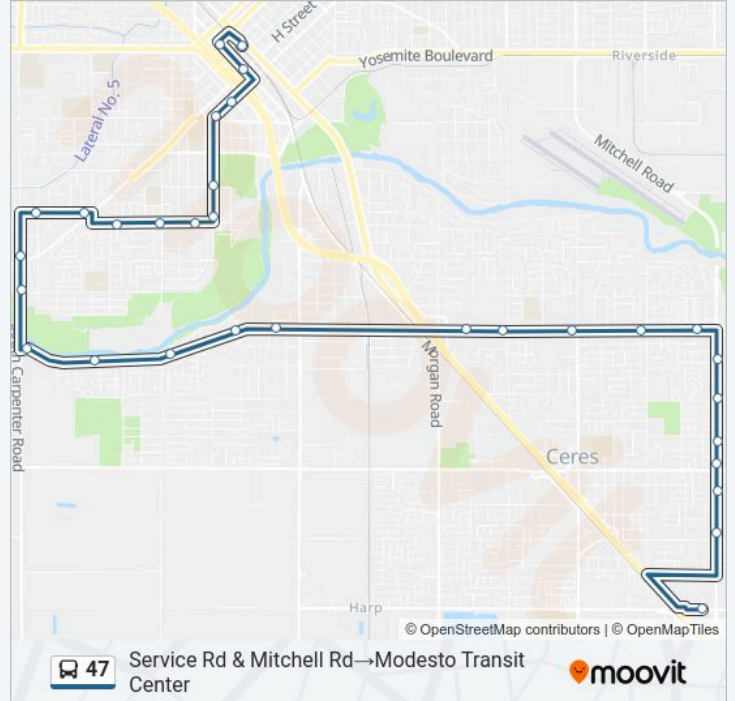 H Street
Yosemite Boulevard
Riverside
Lateral No. 5
Mitchell Road
South Carpenter Road
Morgan Road
Ceres
Harp
© OpenStreetMap contributors | © OpenMapTiles
47
Service Rd & Mitchell Rd→Modesto Transit
Center
moovit